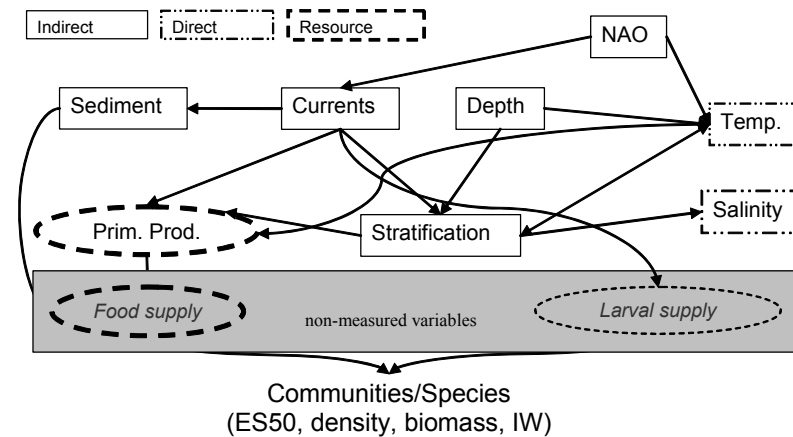 Indirect
Direct
Resource
NAO
Sediment
Currents
Depth
Temp.
Prim. Prod.
Stratification
Salinity
Food supply
non-measured variables
Larval supply
Communities/Species
(ES50, density, biomass, IW)